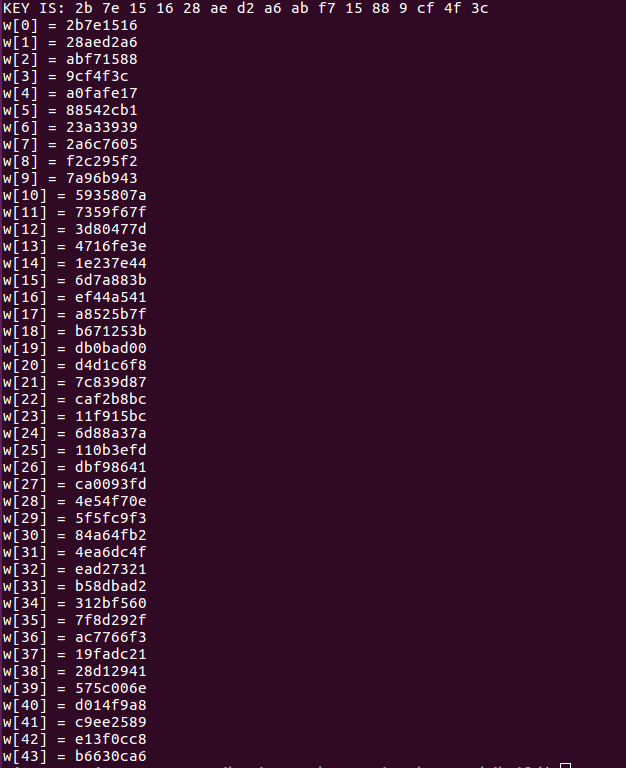 KEY IS: 2b 7e 15 16 28 ae d2 a6 ab f7 15 88 9 cf 4f 3c
w[0] = 2b7e1516
w[1] = 28aed2a6
w[2] = abf71588
w[3] = 9cf4f3c
w[4] = a0fafe17
w[5] = 88542cb1
w[6] = 23a33939
w[7] = 2a6c7605
w[8] = f2c295f2
w[9] = 7a96b943
w[10] = 5935807a
w[11] = 7359f67f
w[12] = 3d80477d
w[13] = 4716fe3e
w[14] = 1e237e44
w[15] = 6d7a883b
w[16] = ef44a541
w[17] = a8525b7f
w[18] = b671253b
w[19] = db0bad00
w[20] = d4d1c6f8
w[21] = 7c839d87
w[22] = caf2b8bc
w[23] = 11f915bc
w[24] = 6d88a37a
w[25] = 110b3efd
w[26] = dbf98641
w[27] = ca0093fd
w[28] = 4e54f70e
w[29] = 5f5fc9f3
w[30] = 84a64fb2
w[31] = 4ea6dc4f
w[32] = ead27321
w[33] = b58dbad2
w[34] = 312bf560
w[35] = 7f8d292f
w[36] = ac7766f3
w[37] = 19fadc21
w[38] = 28d12941
w[39] = 575c006e
w[40] = d014f9a8
w[41] = c9ee2589
w[42] = e13f0cc8
w[43] = b6630ca6